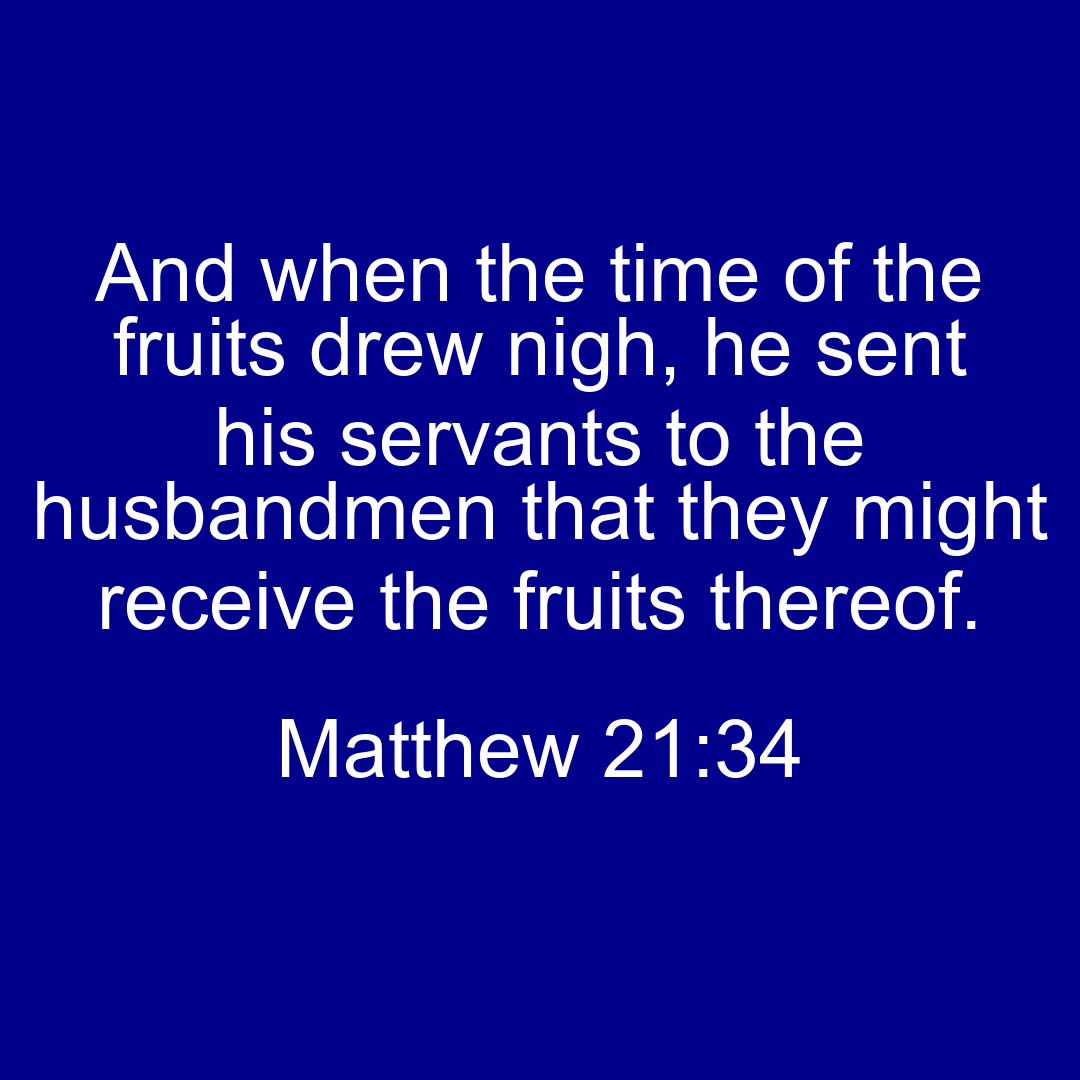 And when the time of the
fruits drew nigh, he sent
his servants to the
husbandmen that they might
receive the fruits thereof.
Matthew 21:34